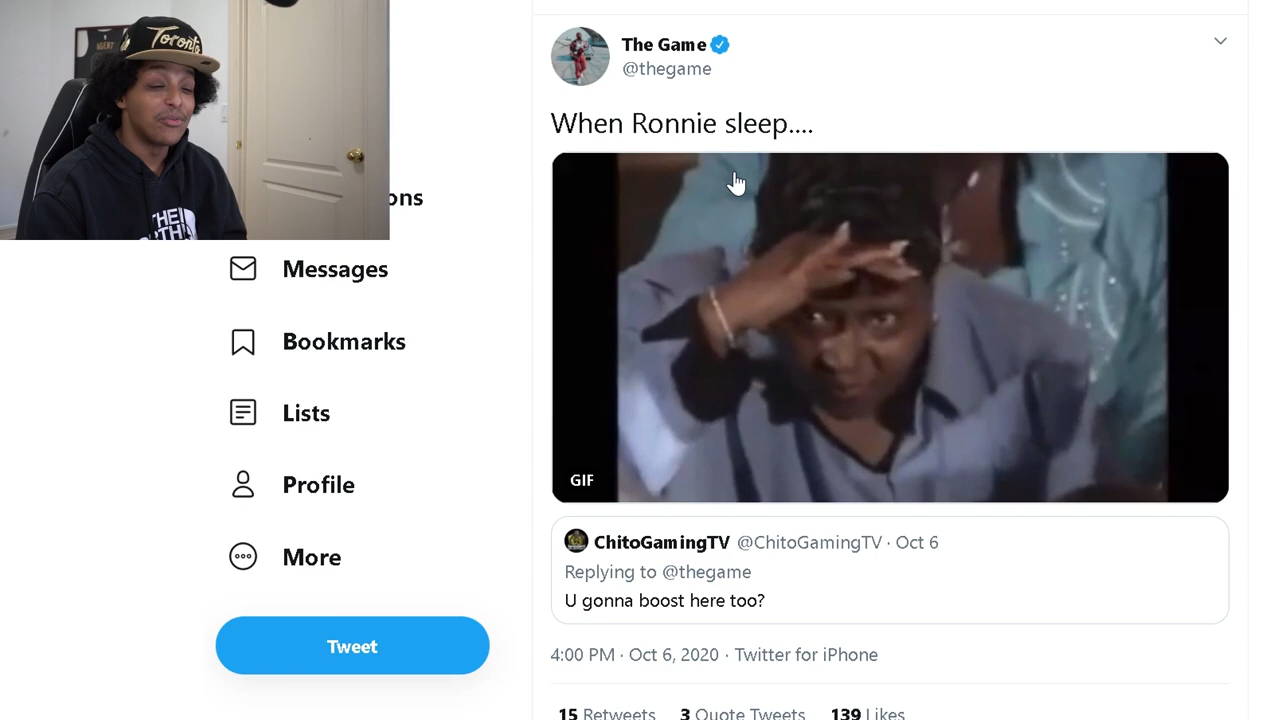 Toronto
AGENT
THE
The Game
@thegame
When Ronnie sleep....
GIF
ChitoGamingTV @ChitoGamingTV · Oct 6
Replying to @thegame
U gonna boost here too?
4:00 PM · Oct 6, 2020 · Twitter for iPhone
15 Retweets 3 Quote Tweets 139 Likes
ons
Messages
Bookmarks
Lists
Profile
More
Tweet